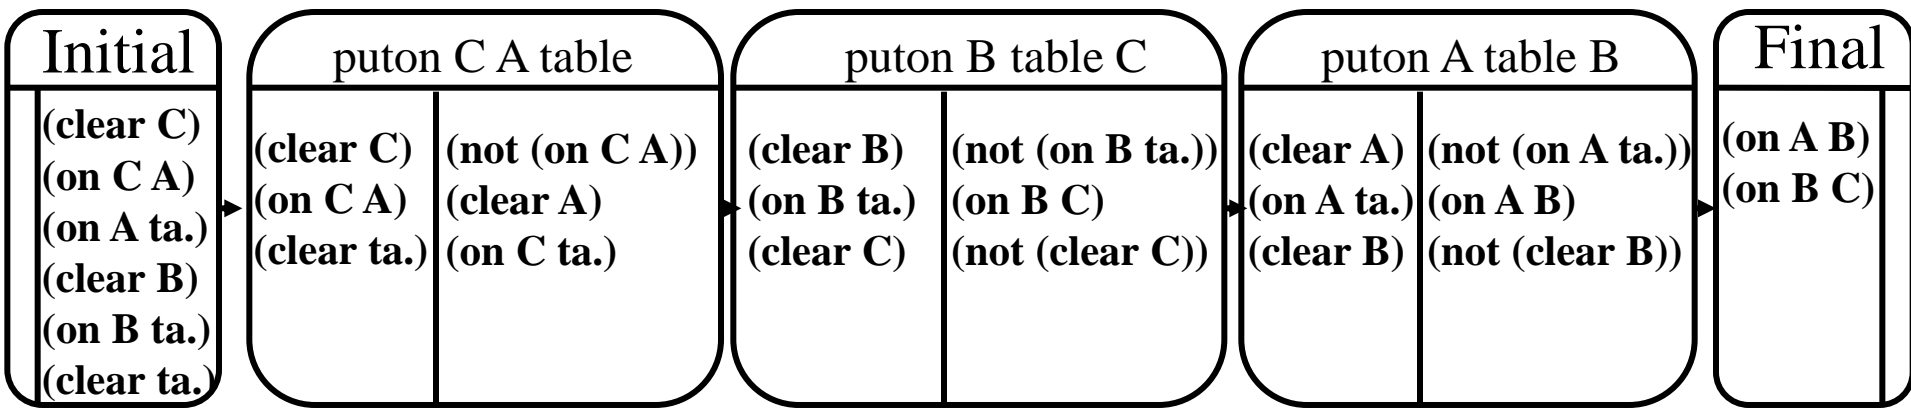 Initial
(clear C)
(on C A)
(on A ta.)
(clear B)
(on B ta.)
(clear ta.)
puton C A table
(clear C)
(on C A)
(clear ta.)
(not (on C A))
(clear A)
(on C ta.)
puton B table C
(clear B)
(on B ta.)
(clear C)
(not (on B ta.))
(on B C)
(not (clear C))
puton A table B
(clear A)
(on A ta.)
(clear B)
(not (on A ta.))
(on A B)
(not (clear B))
Final
(on A B)
(on B C)